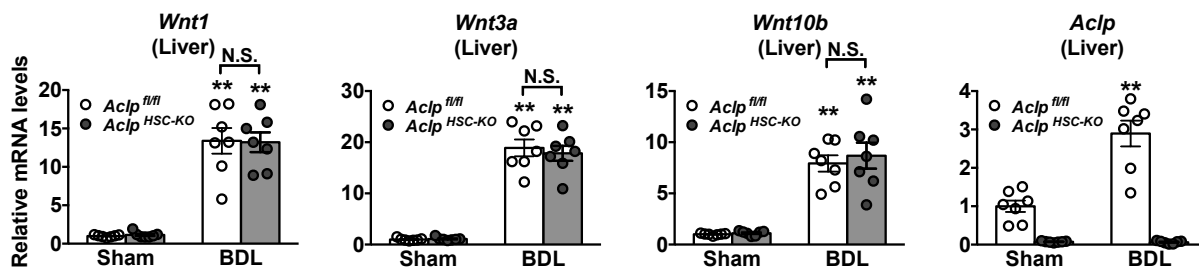 Wnt1
(Liver)
N.S.
** **
Relative mRNA levels
20
15
10
5
0
Aclp fl/fl
Aclp HSC-KO
Sham BDL
Wnt3a
(Liver)
N.S.
** **
30
20
10
0
Aclp fl/fl
Aclp HSC-KO
Sham BDL
Wnt10b
(Liver)
N.S.
** **
15
10
5
0
Aclp fl/fl
Aclp HSC-KO
Sham BDL
Aclp
(Liver)
**
4
3
2
1
0
Aclp fl/fl
Aclp HSC-KO
Sham BDL